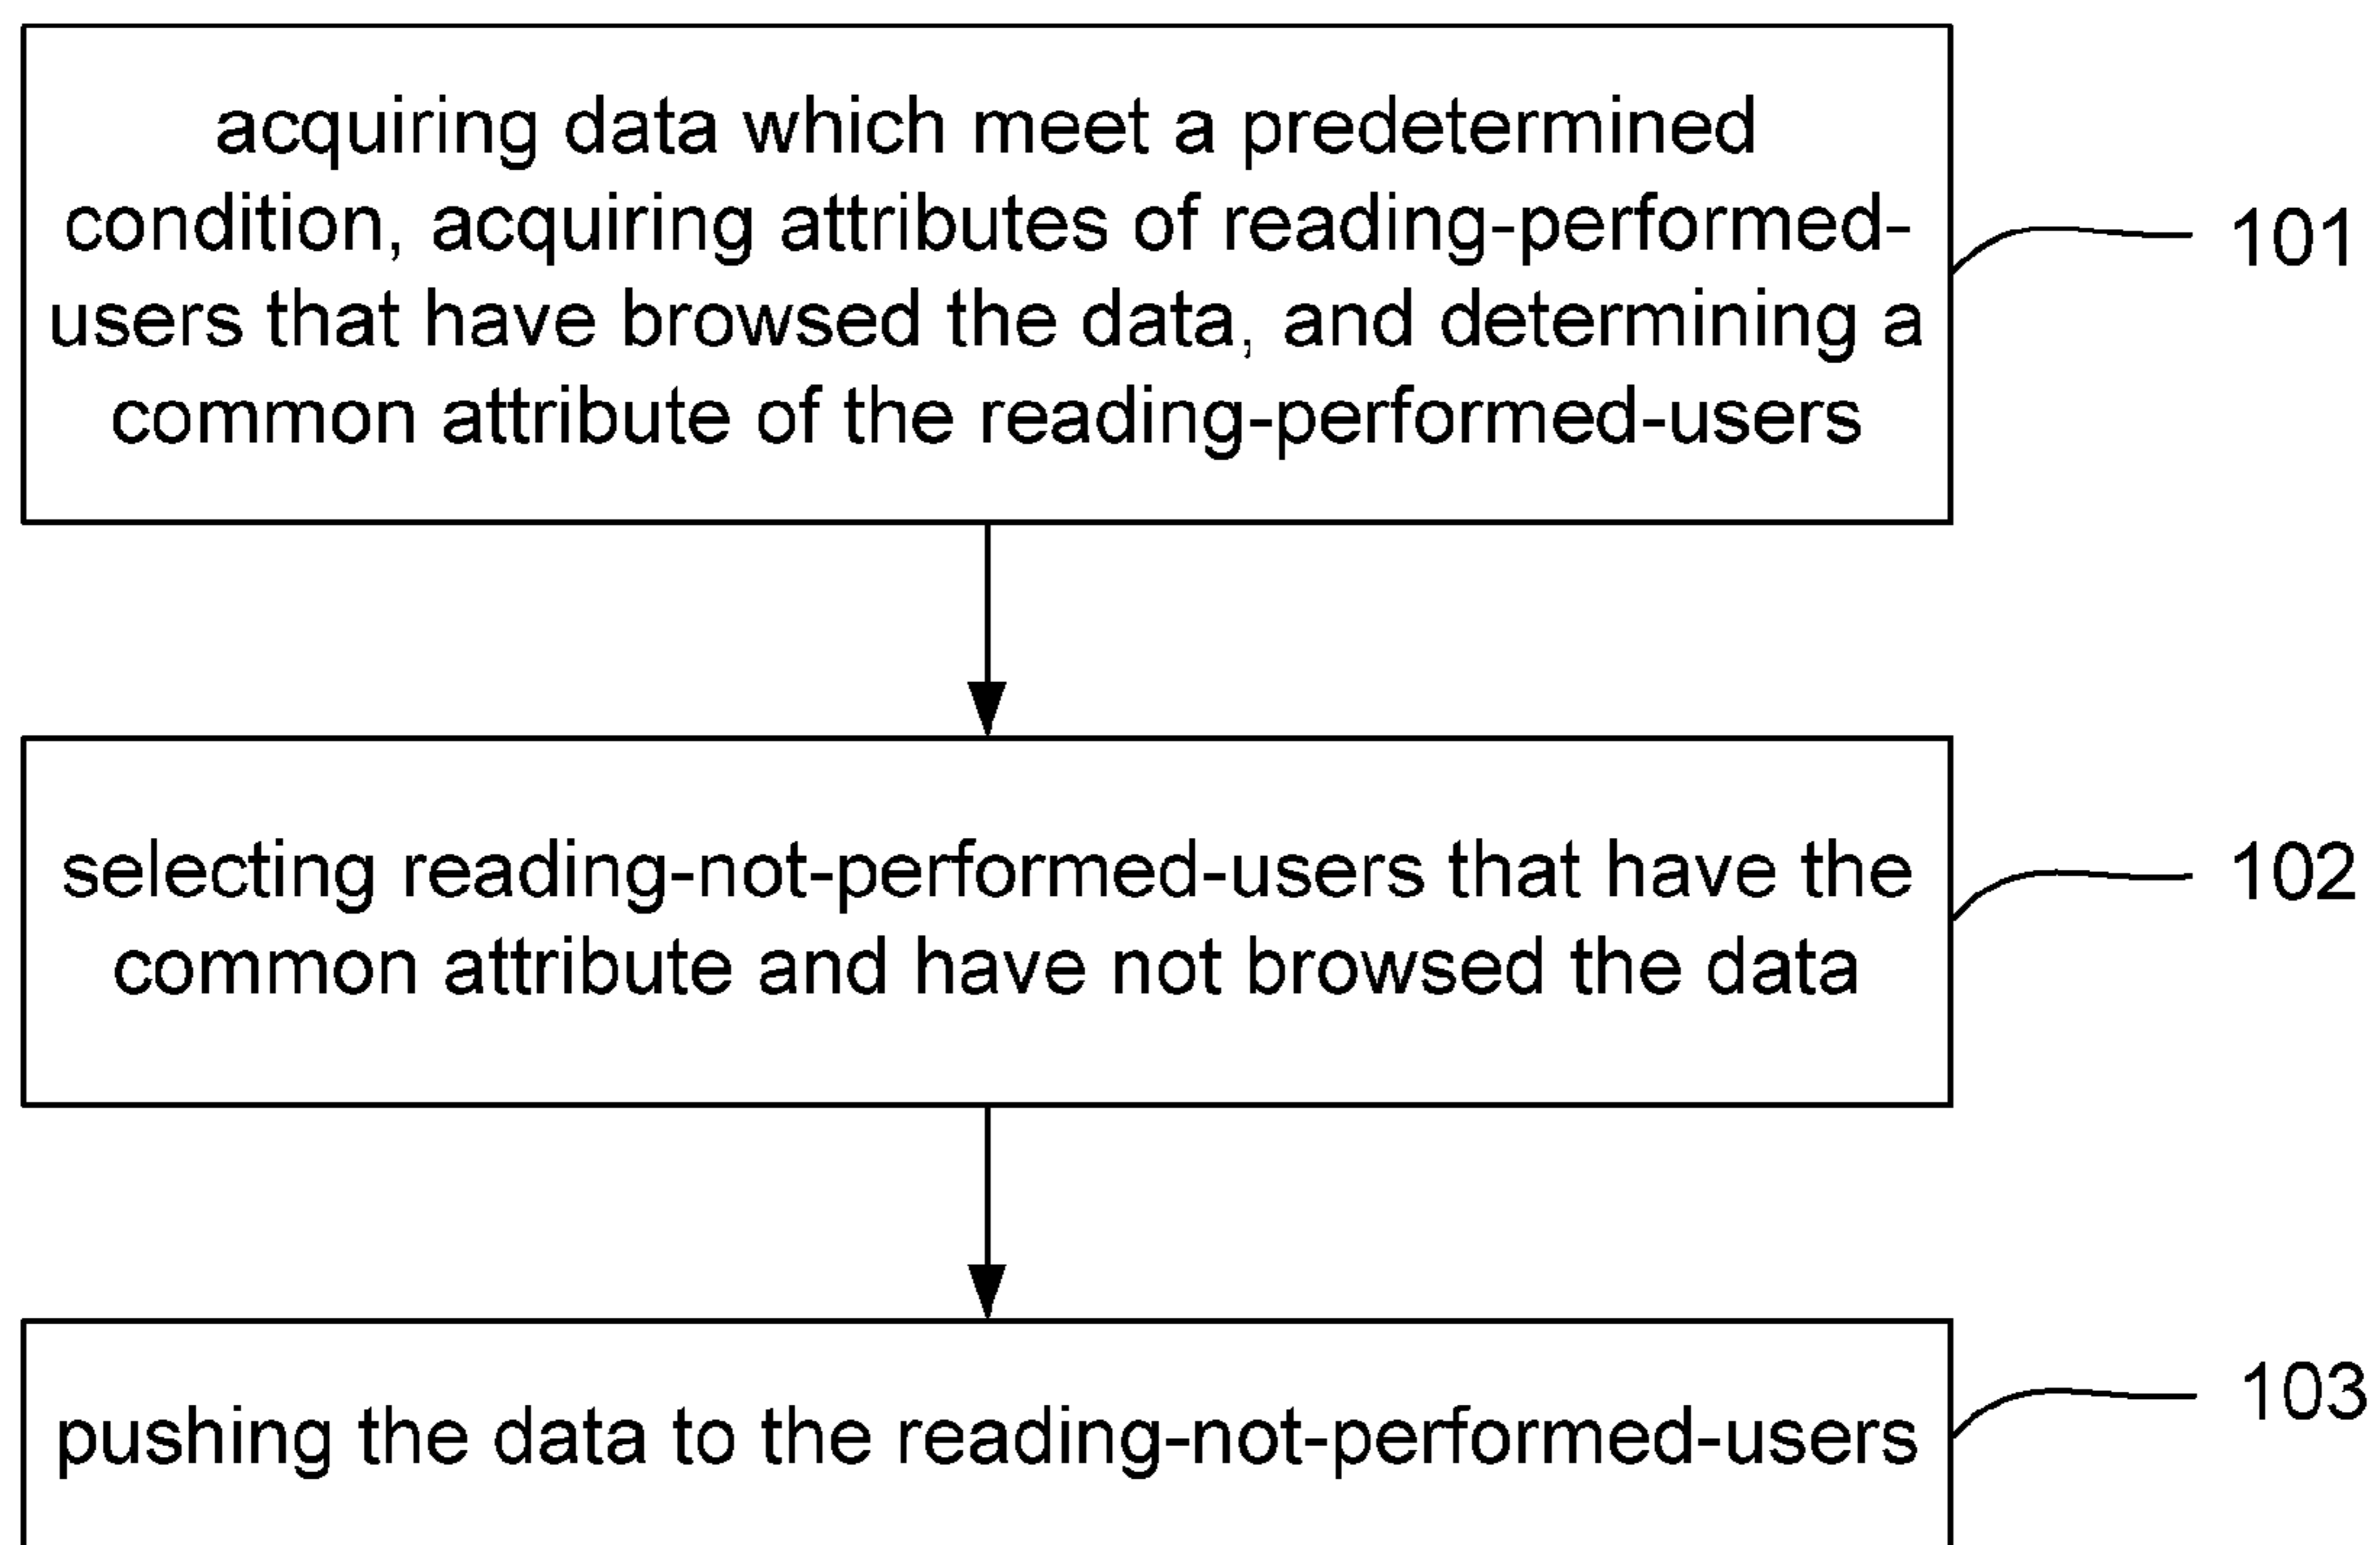 acquiring data which meet a predetermined
condition, acquiring attributes of reading-performed-
users that have browsed the data, and determining a
common attribute of the reading-performed-users
101
selecting reading-not-performed-users that have the
common attribute and have not browsed the data
102
pushing the data to the reading-not-performed-users
103